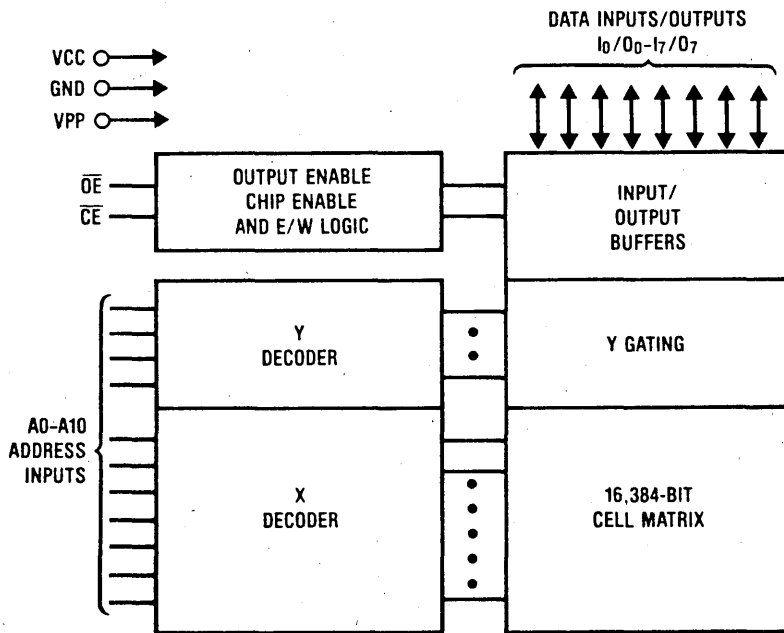 DATA INPUTS/OUTPUTS
I0/O0-I7/O7
VCC
GND
VPP
OE
CE
OUTPUT ENABLE
CHIP ENABLE
AND E/W LOGIC
INPUT/
OUTPUT
BUFFERS
Y
DECODER
Y GATING
A0-A10
ADDRESS
INPUTS
X
DECODER
16,384-BIT
CELL MATRIX